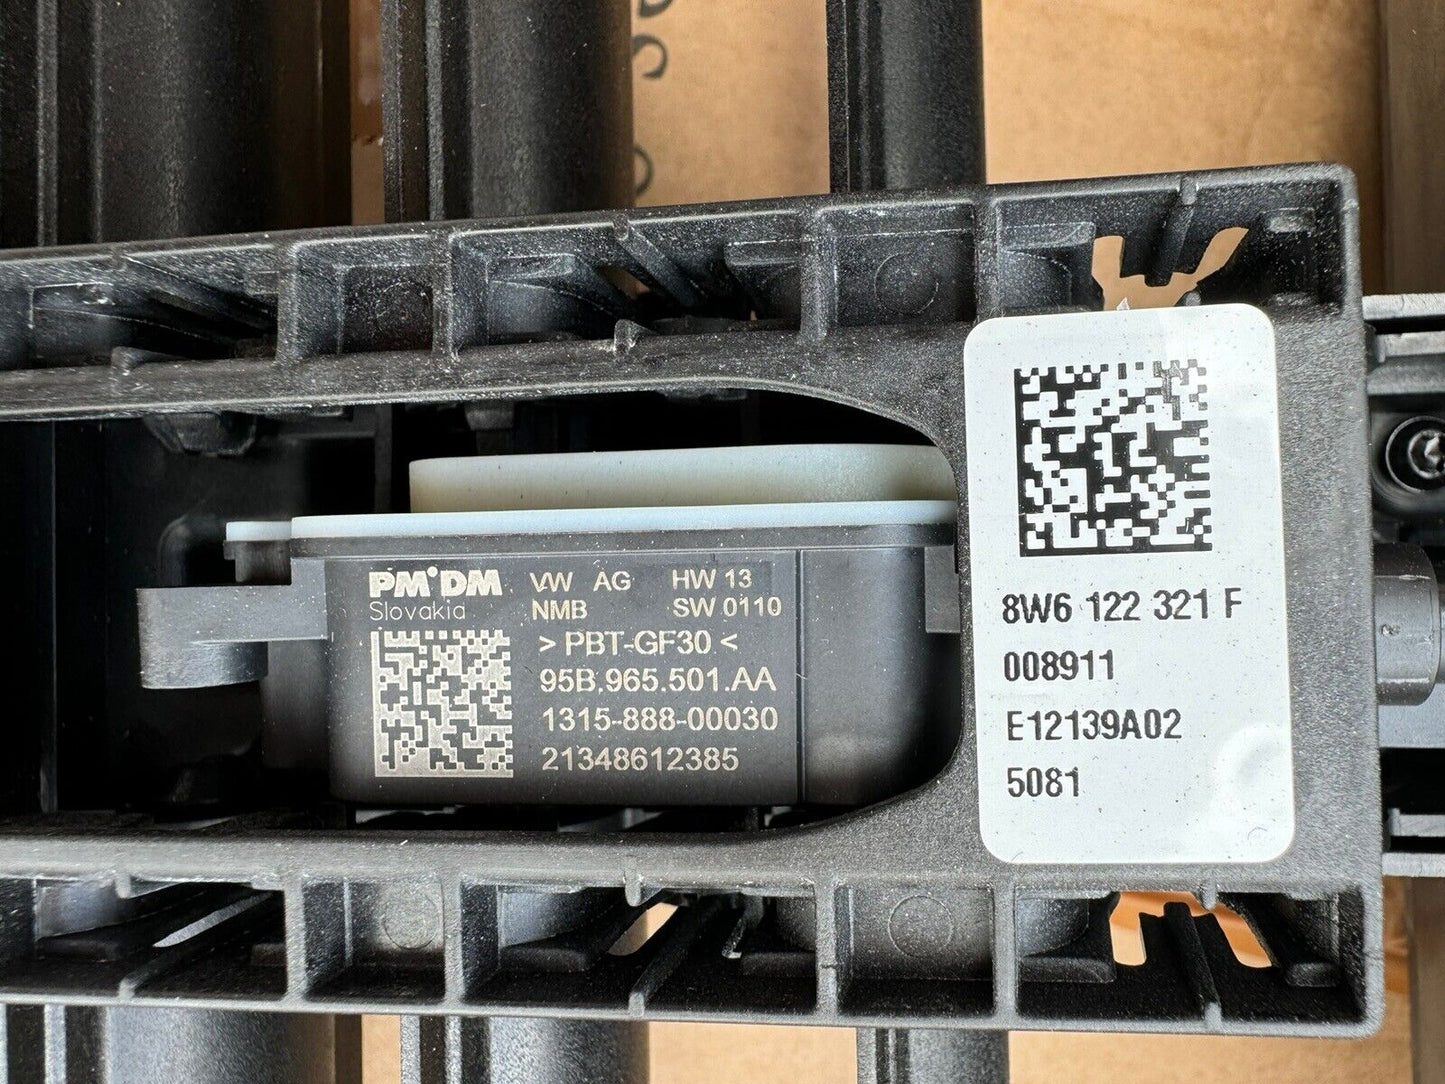 PM DM
Slovakia
VW AG HW 13
NMB SW 0110
> PBT-GF30 <
95B.965.501.AA
1315-888-00030
21348612385
8W6 122 321 F
008911
E12139A02
5081